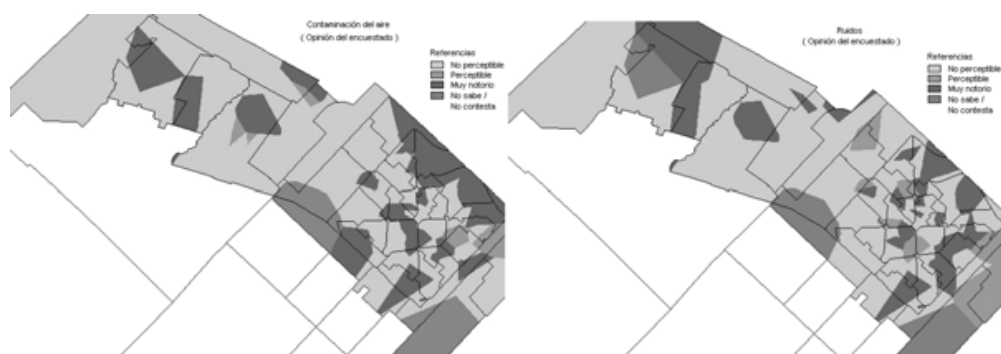 Contaminación del aire
( Opinión del encuestado )
Referencias
No perceptible
Perceptible
Muy notorio
No sabe /
No contesta
Ruidos
( Opinión del encuestado )
Referencias
No perceptible
Perceptible
Muy notorio
No sabe /
No contesta